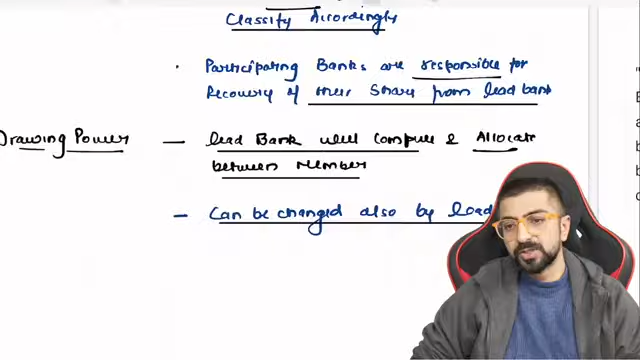 Classify Accordingly
Participating Banks are responsible for
Recovery of their Share from lead bank
Drawing Power — lead Bank will Compute & Allocate
between member
— Can be changed also by lead